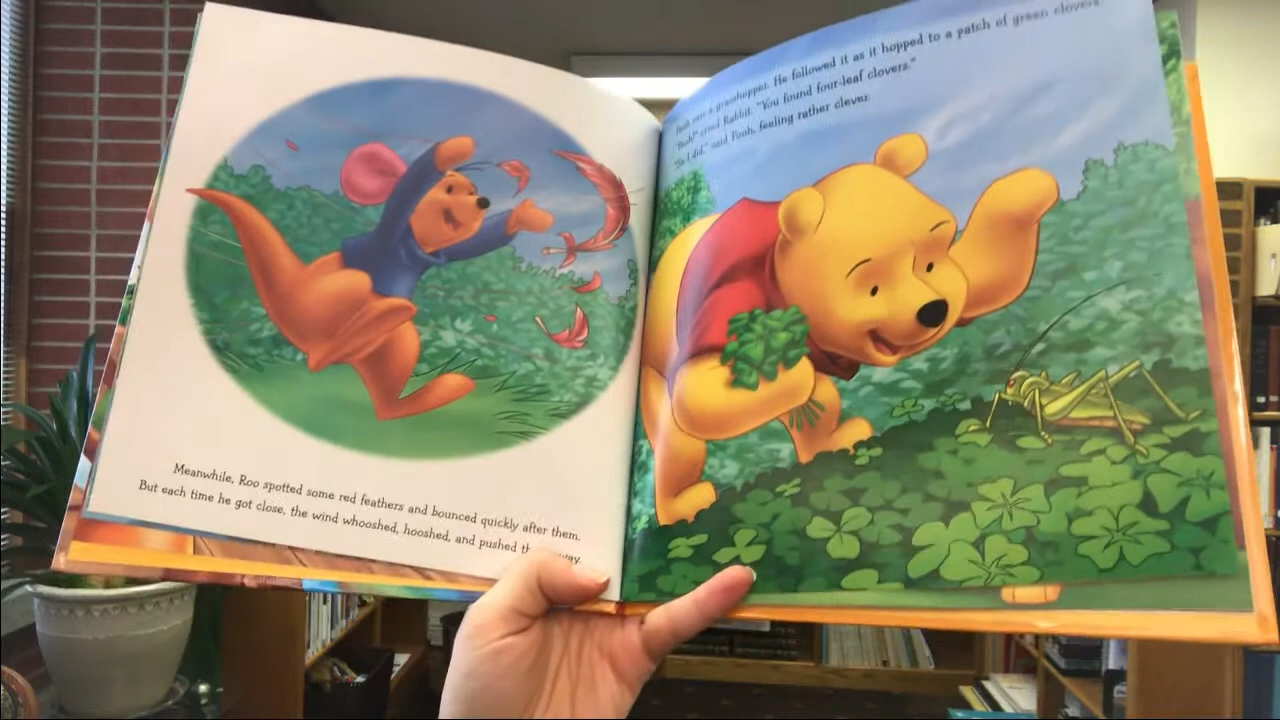 Meanwhile, Roo spotted some red feathers and bounced quickly after them.
But each time he got close, the wind whooshed, hooshed, and pushed
Pooh saw a grasshopper. He followed it as it hopped to a patch of green clovers.
"Pooh!" cried Rabbit. "You found four-leaf clovers."
"So I did," said Pooh, feeling rather clever.